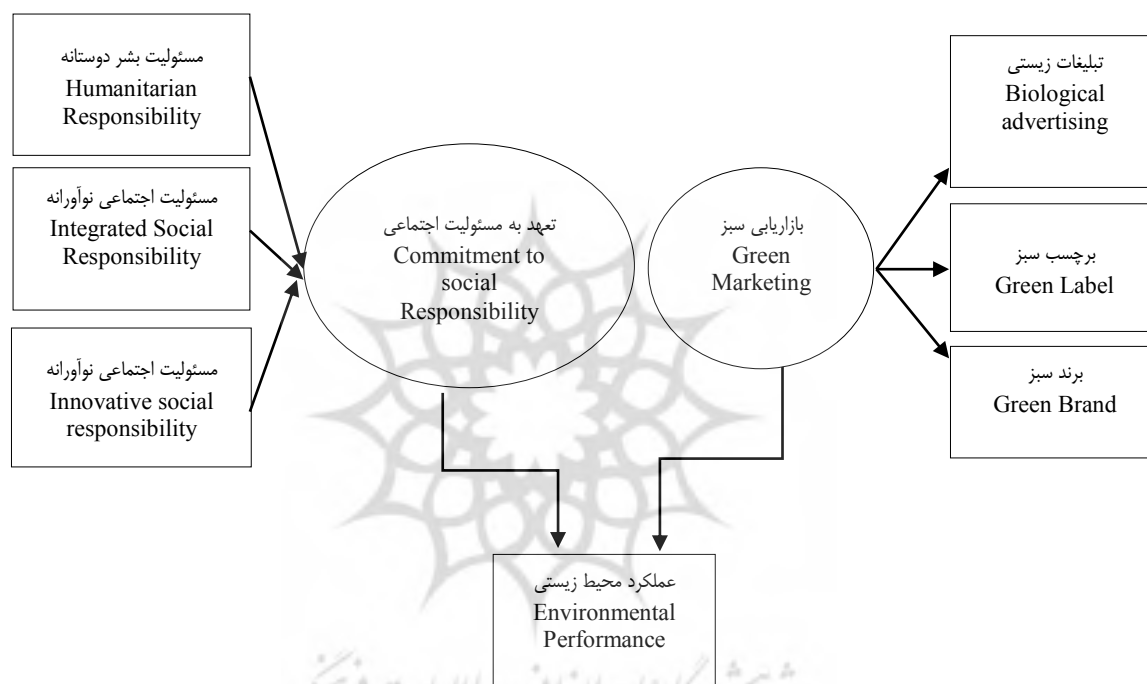 مسئولیت بشر دوستانه
Humanitarian
Responsibility
مسئولیت اجتماعی نوآورانه
Integrated Social
Responsibility
مسئولیت اجتماعی نوآورانه
Innovative social
responsibility
تعهد به مسئولیت اجتماعی
Commitment to
social
Responsibility
بازاریابی سبز
Green
Marketing
تبلیغات زیستی
Biological
advertising
برچسب سبز
Green Label
برند سبز
Green Brand
عملکرد محیط زیستی
Environmental
Performance